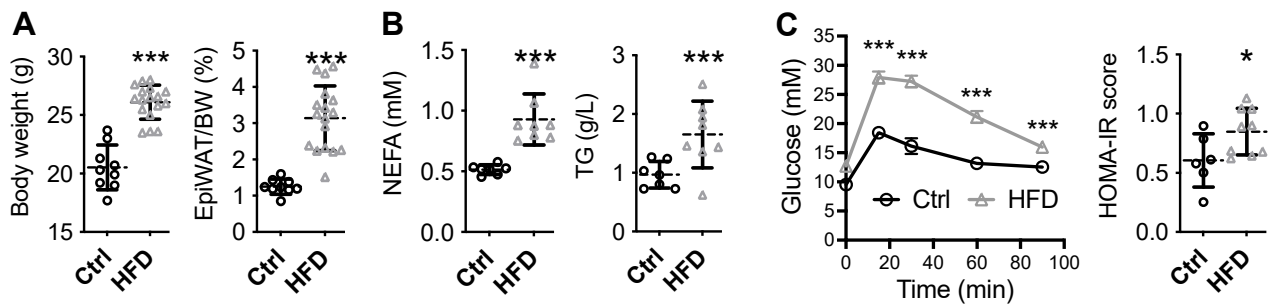 A
Body weight (g)
30
25
20
15
***
Ctrl
HFD
EpiWAT/BW (%)
5
4
3
2
1
0
***
Ctrl
HFD
B
NEFA (mM)
1.5
1.0
0.5
0.0
***
Ctrl
HFD
TG (g/L)
3
2
1
0
***
Ctrl
HFD
C
Glucose (mM)
35
30
25
20
15
10
5
0
***
***
***
***
Ctrl
HFD
0
20
40
60
80
100
Time (min)
HOMA-IR score
1.5
1.0
0.5
0.0
*
Ctrl
HFD